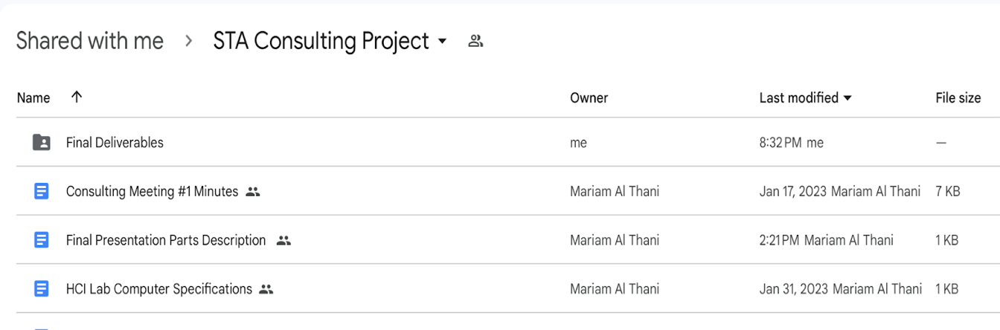 Shared with me > STA Consulting Project
Name Owner Last modified File size
Final Deliverables me 8:32 PM me —
Consulting Meeting #1 Minutes Mariam Al Thani Jan 17, 2023 Mariam Al Thani 7 KB
Final Presentation Parts Description Mariam Al Thani 2:21 PM Mariam Al Thani 1 KB
HCI Lab Computer Specifications Mariam Al Thani Jan 31, 2023 Mariam Al Thani 1 KB